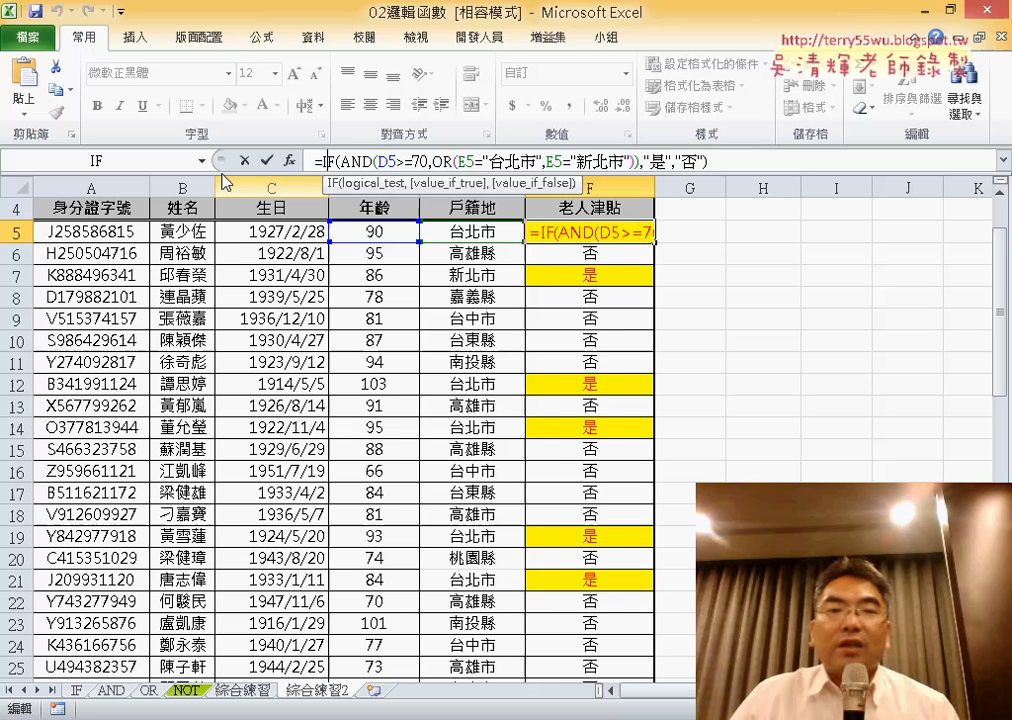 02邏輯函數 [相容模式] - Microsoft Excel
檔案 常用 插入 版面配置 公式 資料 校閱 檢視 開發人員 增益集 小組
http://terry55wu.blogspot.tw
吳清輝老師錄製
貼上 微軟正黑體 12 自訂 設定格式化的條件 刪除
格式化為表格 排序與篩選 尋找與
儲存格樣式 格式 選取
剪貼簿 字型 對齊方式 數值 樣式 儲存格 編輯
IF =IF(AND(D5>=70,OR(E5="台北市",E5="新北市")),"是","否")
IF(logical_test, [value_if_true], [value_if_false])
A B C F G H I J K
4 身分證字號 姓名 生日 年齡 戶籍地 老人津貼
5 J258586815 黃少佐 1927/2/28 90 台北市 =IF(AND(D5>=70
6 H250504716 周裕敏 1922/8/1 95 高雄縣 否
7 K888496341 邱春榮 1931/4/30 86 新北市 是
8 D179882101 連晶蘋 1939/5/25 78 嘉義縣 否
9 V515374157 張薇嘉 1936/12/10 81 台中市 否
10 S986429614 陳穎傑 1930/4/27 87 台東縣 否
11 Y274092817 徐奇彪 1923/9/12 94 南投縣 否
12 B341991124 譚思婷 1914/5/5 103 台北市 是
13 X567799262 黃郁嵐 1926/8/14 91 高雄市 否
14 O377813944 董允瑩 1922/11/4 95 台北市 是
15 S466323758 蘇潤基 1929/6/29 88 高雄縣 否
16 Z959661121 江凱峰 1951/7/19 66 台中市 否
17 B511621172 梁健雄 1933/4/2 84 台東縣 否
18 V912609927 刁嘉寶 1936/5/7 81 高雄市 否
19 Y842977918 黃雪蓮 1924/5/20 93 台北市 是
20 C415351029 梁健璋 1943/8/20 74 桃園縣 否
21 J209931120 唐志偉 1933/1/11 84 台北市 是
22 Y743277949 何駿民 1947/11/6 70 高雄縣 否
23 Y913265876 盧凱康 1916/1/29 101 南投縣 否
24 K436166756 鄭永泰 1940/1/27 77 台中市 否
25 U494382357 陳子軒 1944/2/25 73 高雄市 否
IF AND OR NOT 綜合練習 綜合練習2
編輯